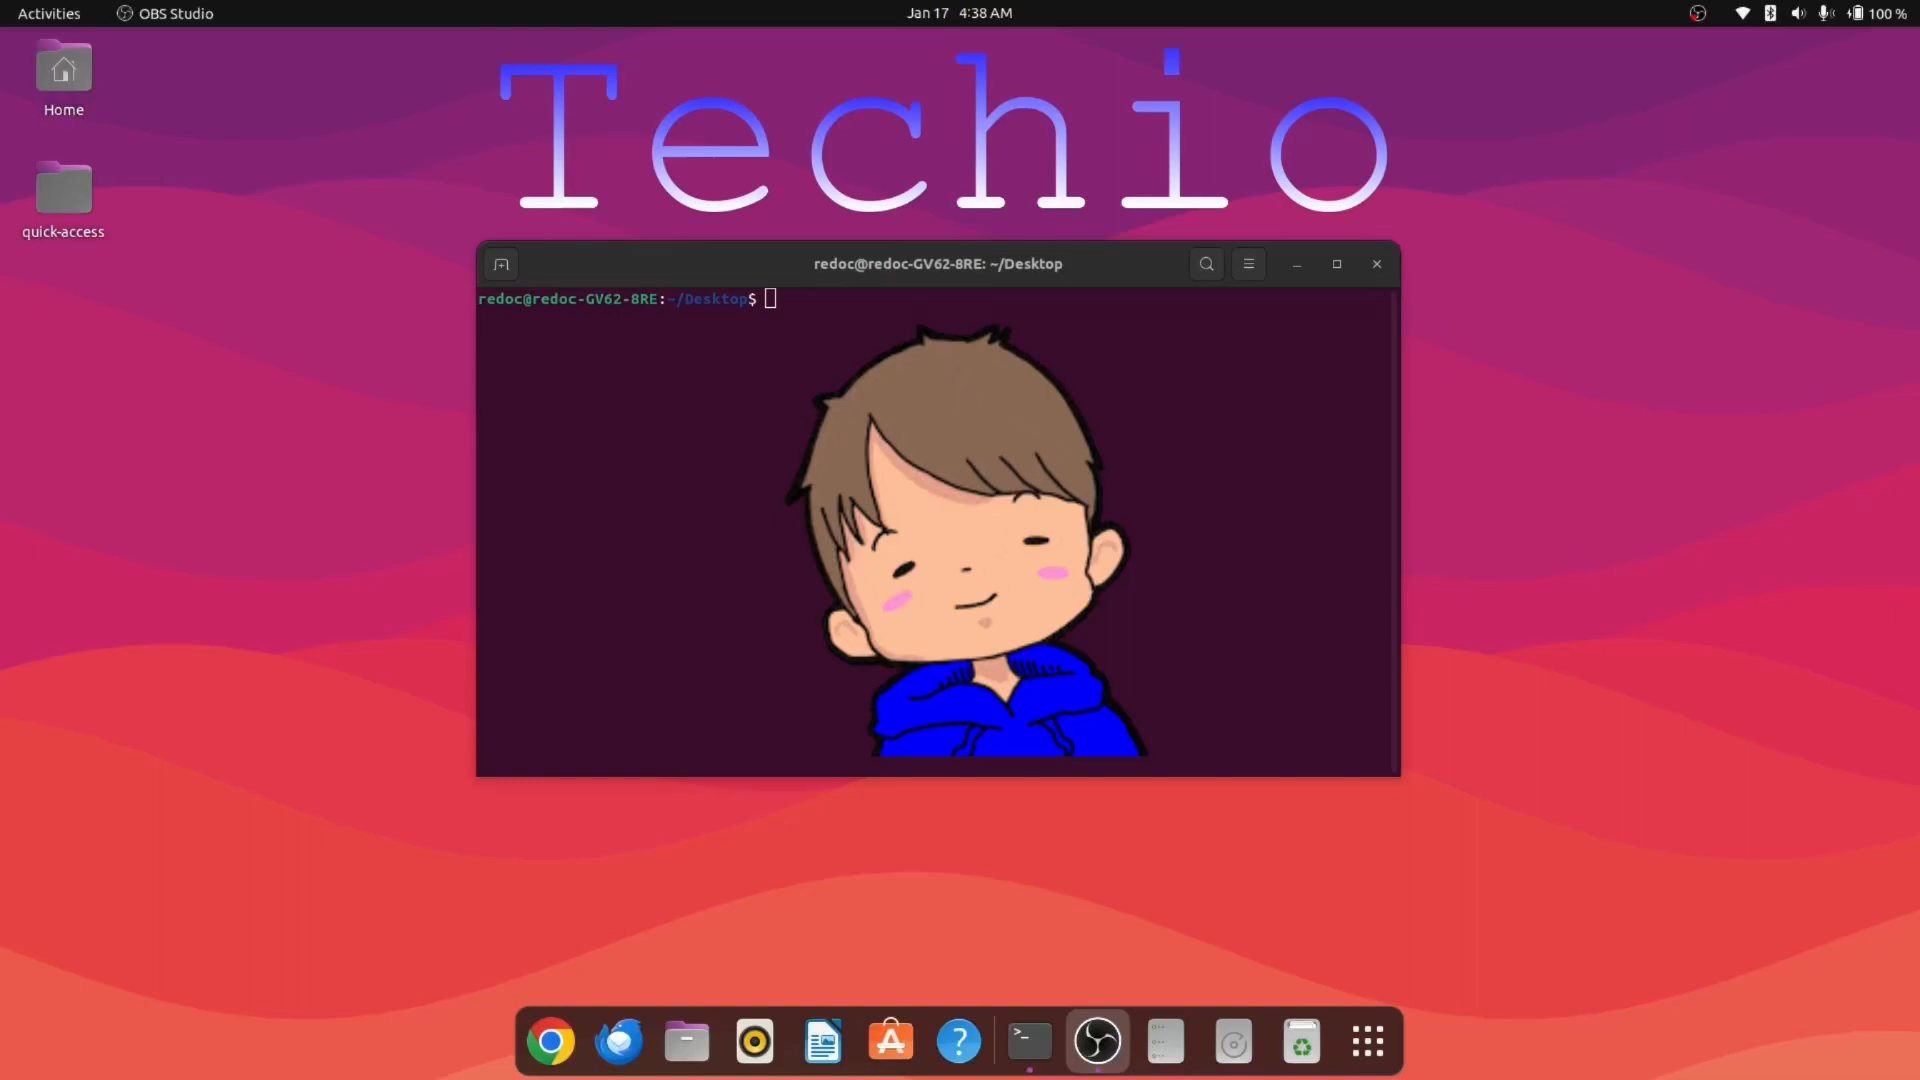 Activities
OBS Studio
Jan 17 4:38 AM
100 %
Home
quick-access
Techio
redoc@redoc-GV62-8RE: ~/Desktop
redoc@redoc-GV62-8RE:~/Desktop$